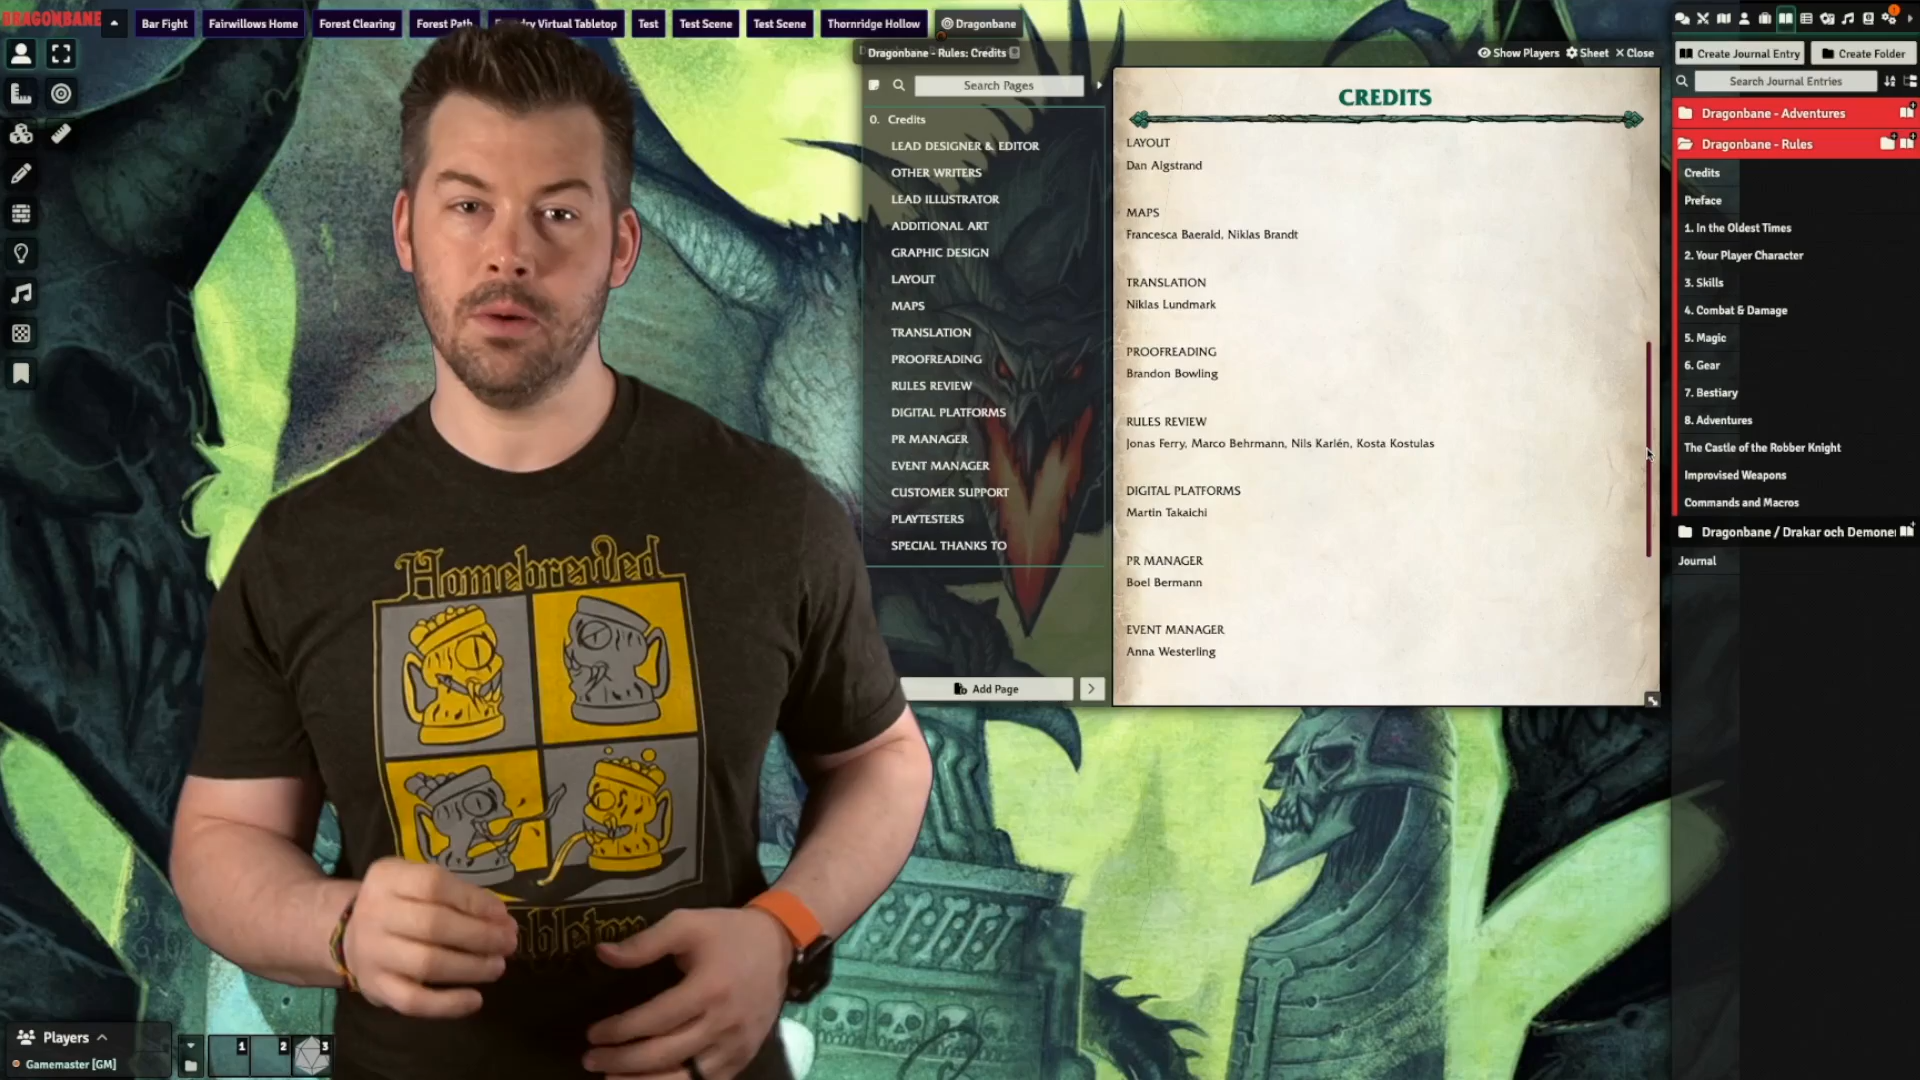 DRAGONBANE
Bar Fight
Fairwillows Home
Forest Clearing
Forest Path
Virtual Tabletop
Test
Test Scene
Test Scene
Thornridge Hollow
Dragonbane
Dragonbane - Rules: Credits
Show Players
Sheet
Close
Search Pages
0. Credits
LEAD DESIGNER & EDITOR
OTHER WRITERS
LEAD ILLUSTRATOR
ADDITIONAL ART
GRAPHIC DESIGN
LAYOUT
MAPS
TRANSLATION
PROOFREADING
RULES REVIEW
DIGITAL PLATFORMS
PR MANAGER
EVENT MANAGER
CUSTOMER SUPPORT
PLAYTESTERS
SPECIAL THANKS TO
Add Page
CREDITS
LAYOUT
Dan Algstrand
MAPS
Francesca Baerald, Niklas Brandt
TRANSLATION
Niklas Lundmark
PROOFREADING
Brandon Bowling
RULES REVIEW
Jonas Ferry, Marco Behrmann, Nils Karlén, Kosta Kostulas
DIGITAL PLATFORMS
Martin Takaichi
PR MANAGER
Boel Bermann
EVENT MANAGER
Anna Westerling
Create Journal Entry
Create Folder
Search Journal Entries
Dragonbane - Adventures
Dragonbane - Rules
Credits
Preface
1. In the Oldest Times
2. Your Player Character
3. Skills
4. Combat & Damage
5. Magic
6. Gear
7. Bestiary
8. Adventures
The Castle of the Robber Knight
Improvised Weapons
Commands and Macros
Dragonbane / Drakar och Demoner
Journal
Homebrewed
Players
Gamemaster [GM]
1
2
3